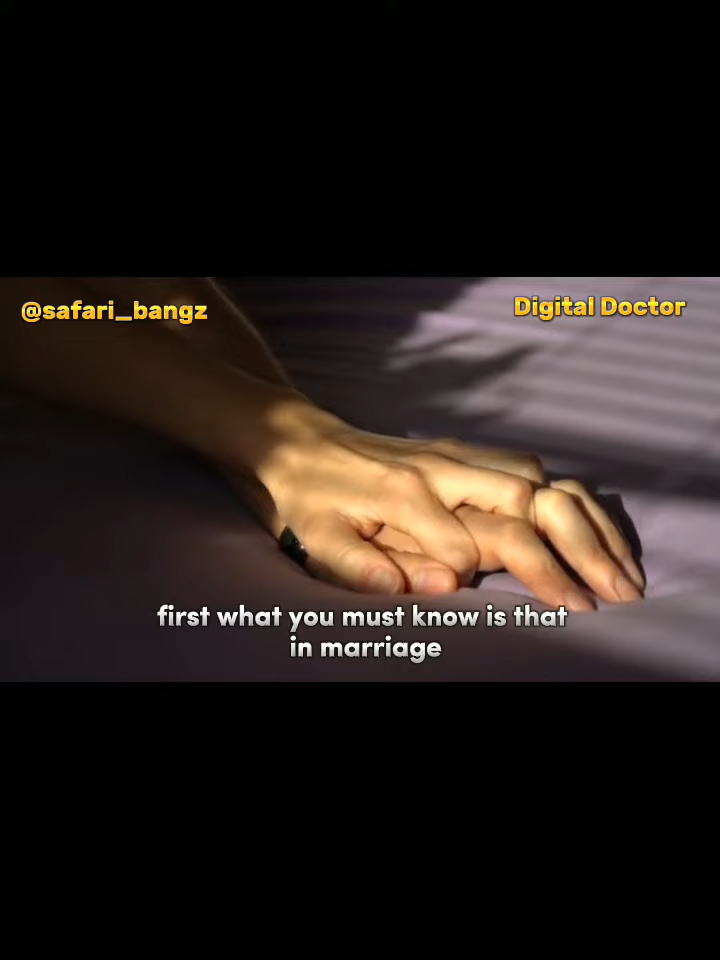 @safari_bangz
Digital Doctor
first what you must know is that
in marriage